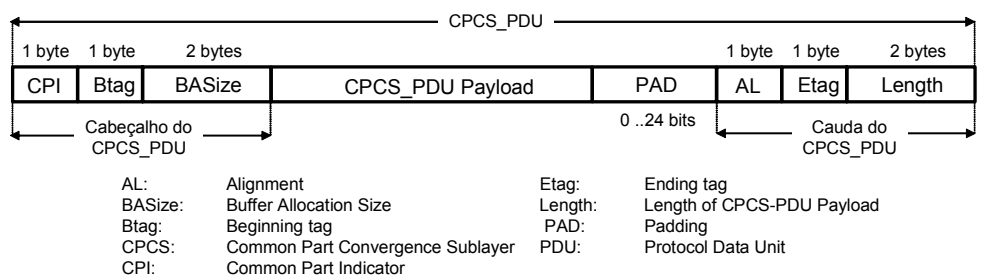 CPCS_PDU
1 byte 1 byte 2 bytes 1 byte 1 byte 2 bytes
CPI Btag BASize CPCS_PDU Payload PAD AL Etag Length
0 ..24 bits
Cabeçalho do
CPCS_PDU
Cauda do
CPCS_PDU
AL: Alignment Etag: Ending tag
BASize: Buffer Allocation Size Length: Length of CPCS-PDU Payload
Btag: Beginning tag PAD: Padding
CPCS: Common Part Convergence Sublayer PDU: Protocol Data Unit
CPI: Common Part Indicator